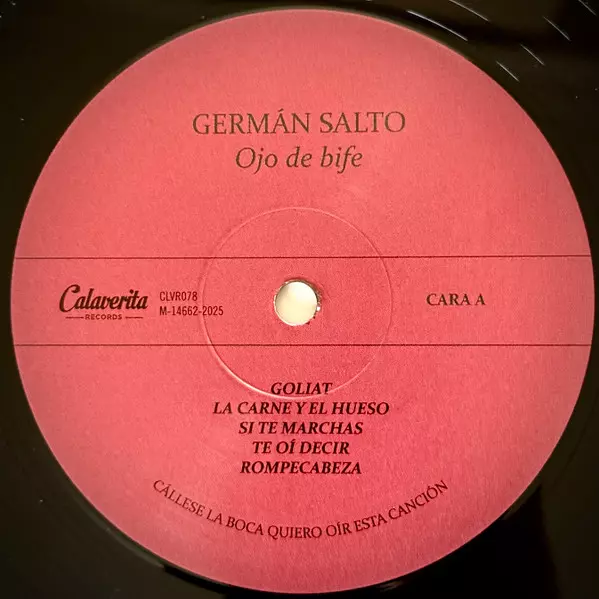 GERMÁN SALTO
Ojo de bife
Calaverita
RECORDS
CLVR078
M-14662-2025
CARA A
GOLIAT
LA CARNE Y EL HUESO
SI TE MARCHAS
TE OÍ DECIR
ROMPECABEZA
CÁLLESE LA BOCA QUIERO OÍR ESTA CANCIÓN